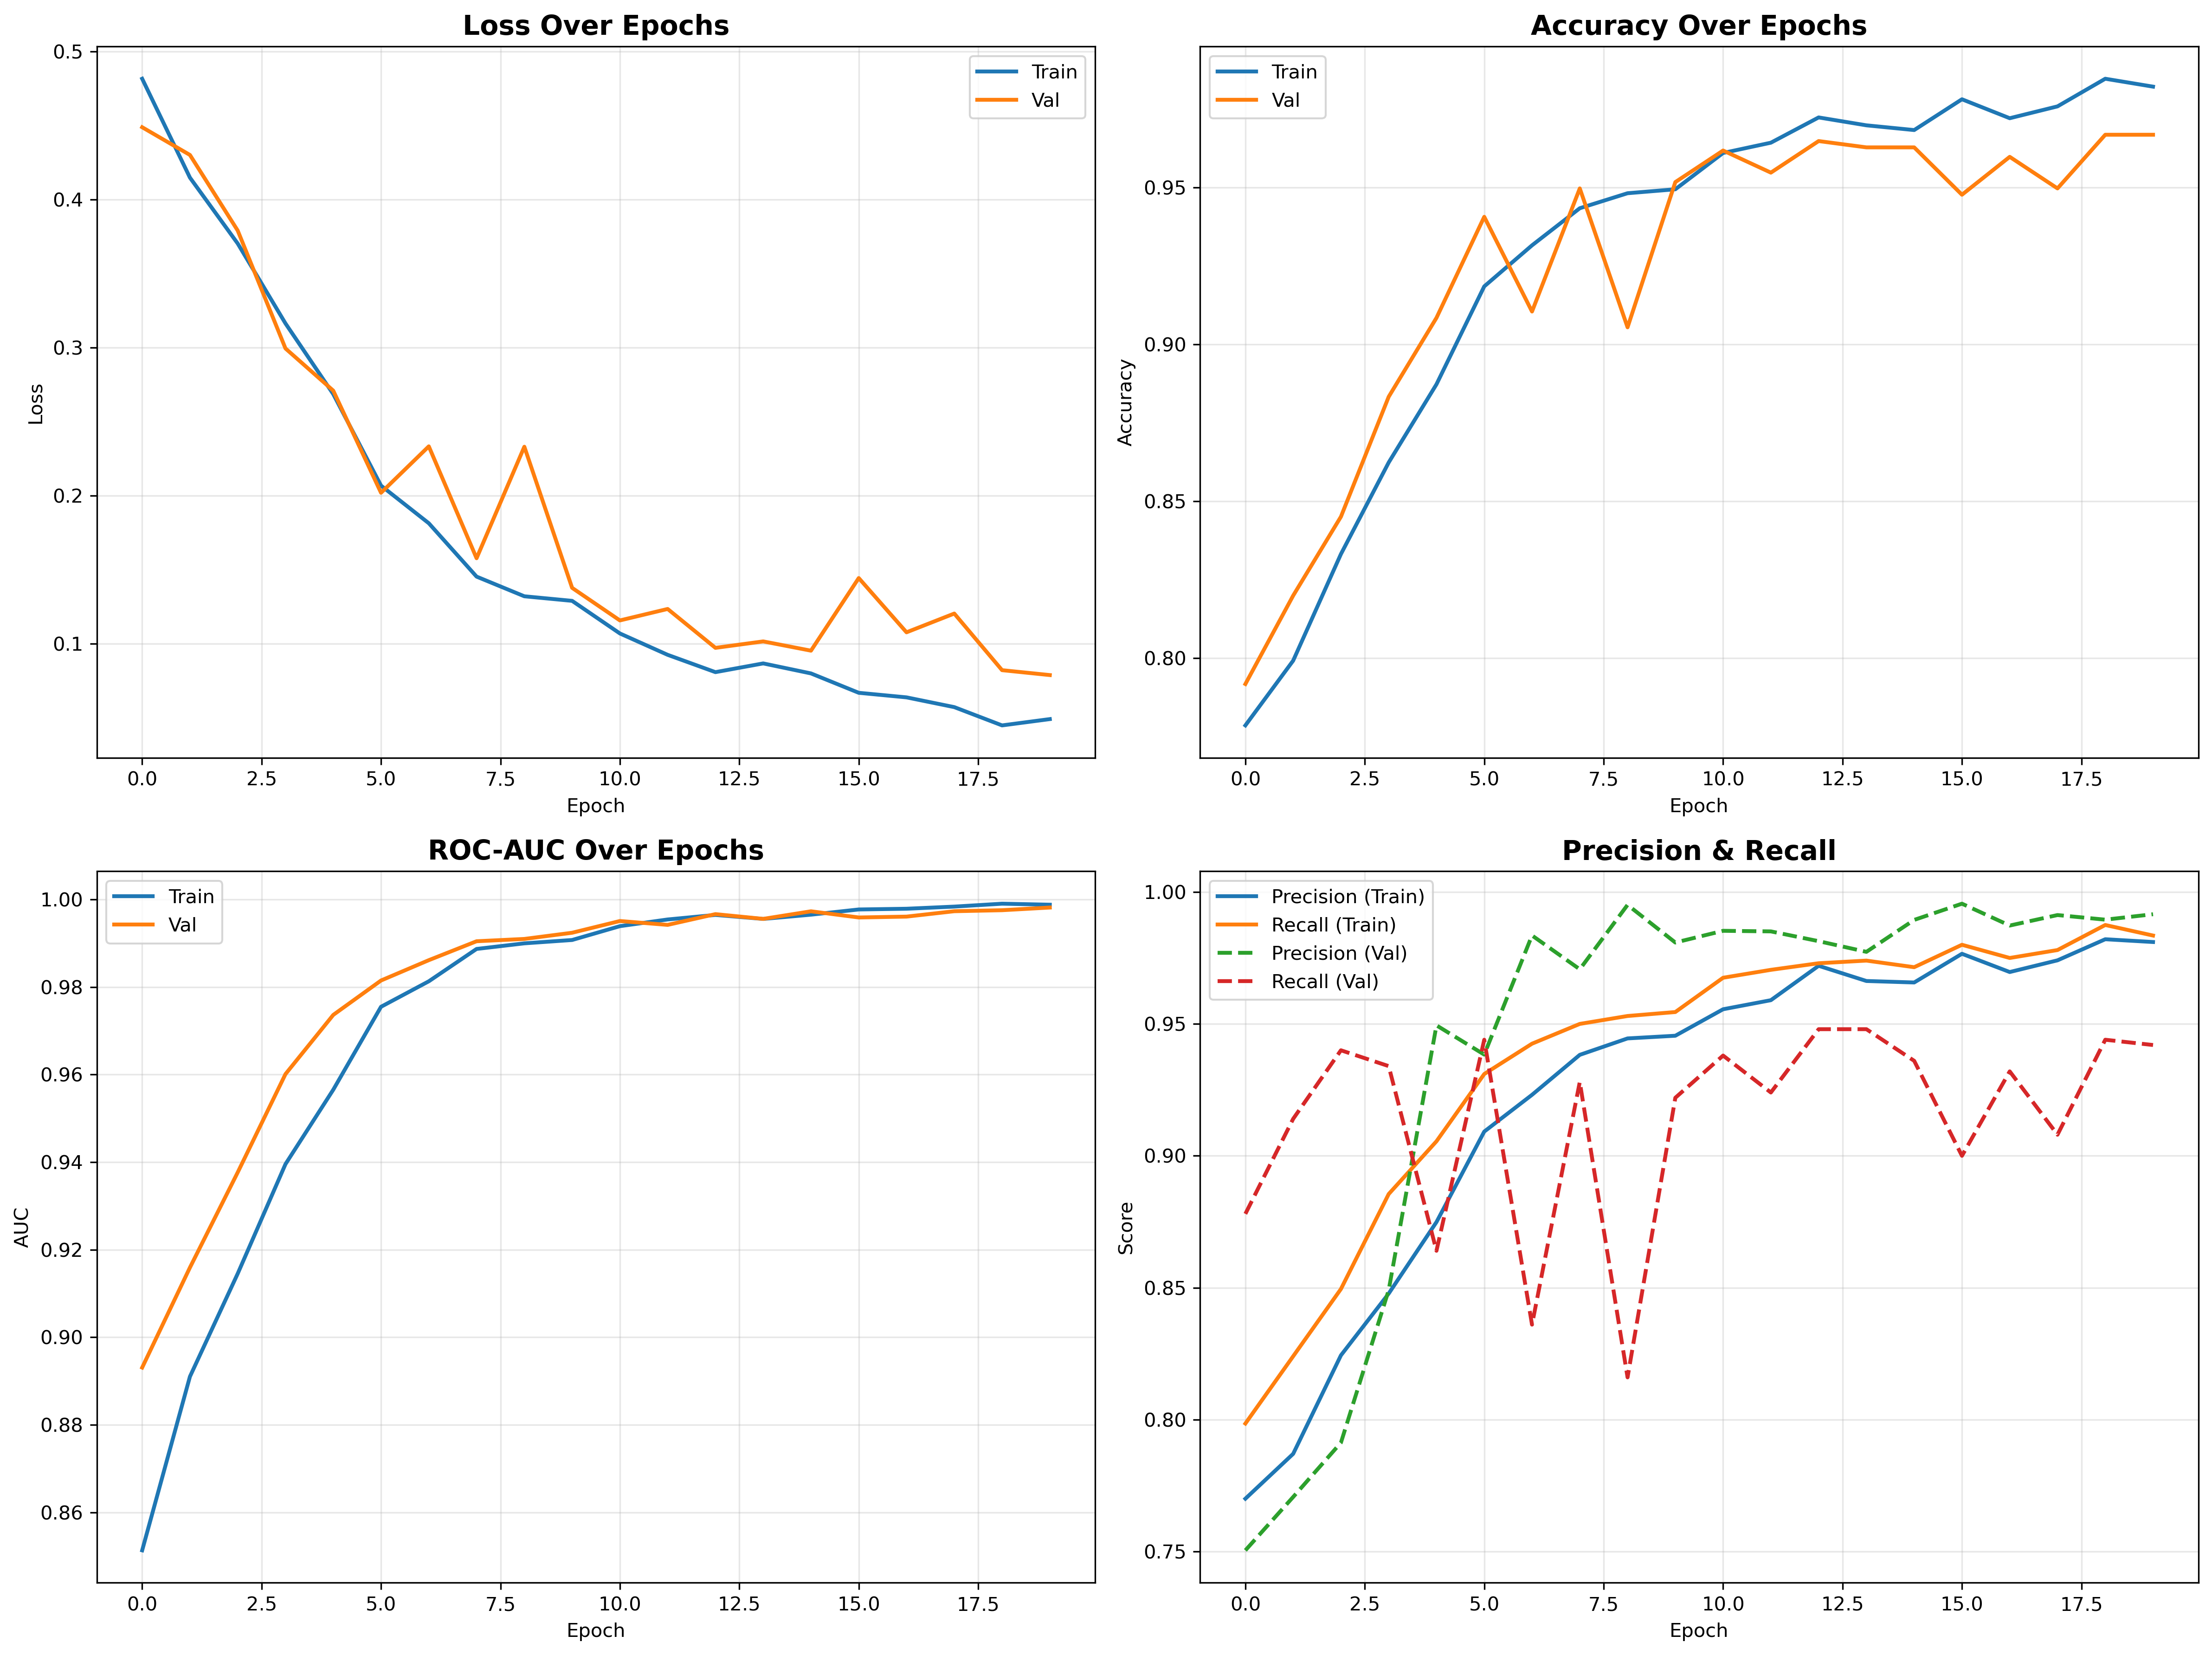 Loss Over Epochs
Train
Val
0.5
0.4
0.3
0.2
0.1
Loss
0.0 2.5 5.0 7.5 10.0 12.5 15.0 17.5
Epoch
Accuracy Over Epochs
Train
Val
0.95
0.90
0.85
0.80
Accuracy
0.0 2.5 5.0 7.5 10.0 12.5 15.0 17.5
Epoch
ROC-AUC Over Epochs
Train
Val
1.00
0.98
0.96
0.94
0.92
0.90
0.88
0.86
AUC
0.0 2.5 5.0 7.5 10.0 12.5 15.0 17.5
Epoch
Precision & Recall
Precision (Train)
Recall (Train)
Precision (Val)
Recall (Val)
1.00
0.95
0.90
0.85
0.80
0.75
Score
0.0 2.5 5.0 7.5 10.0 12.5 15.0 17.5
Epoch